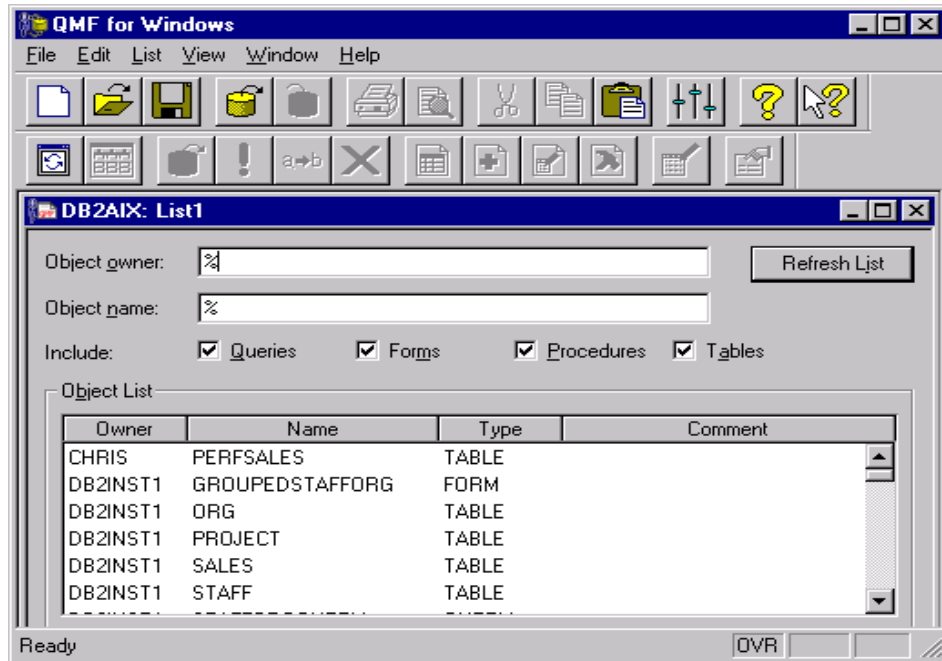 QMF for Windows
File Edit List View Window Help
a→b
DB2AIX: List1
Object owner: %
Refresh List
Object name: %
Include: Queries Forms Procedures Tables
Object List
Owner Name Type Comment
CHRIS PERFSALES TABLE
DB2INST1 GROUPEDSTAFFORG FORM
DB2INST1 ORG TABLE
DB2INST1 PROJECT TABLE
DB2INST1 SALES TABLE
DB2INST1 STAFF TABLE
Ready OVR